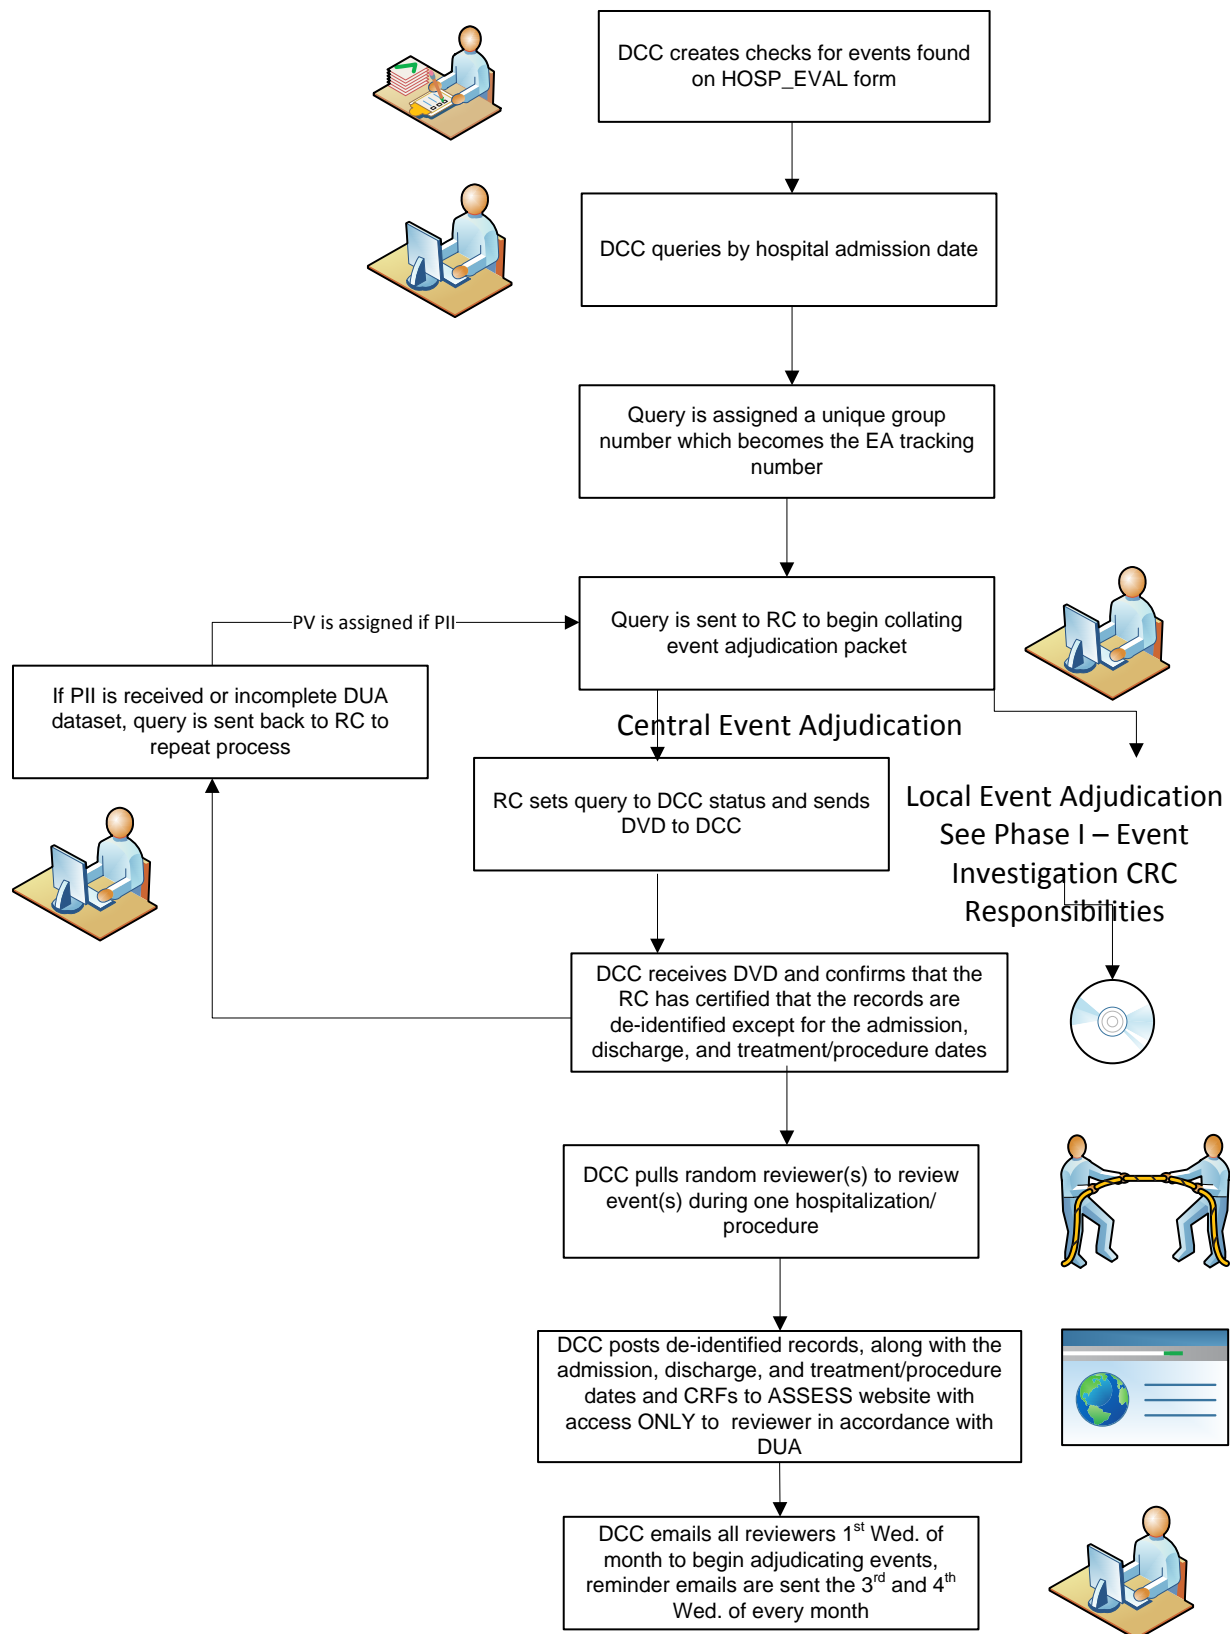 DCC creates checks for events found
on HOSP_EVAL form
DCC queries by hospital admission date
Query is assigned a unique group
number which becomes the EA tracking
number
PV is assigned if PII
Query is sent to RC to begin collating
event adjudication packet
If PII is received or incomplete DUA
dataset, query is sent back to RC to
repeat process
Central Event Adjudication
RC sets query to DCC status and sends
DVD to DCC
Local Event Adjudication
See Phase I – Event
Investigation CRC
Responsibilities
DCC receives DVD and confirms that the
RC has certified that the records are
de-identified except for the admission,
discharge, and treatment/procedure dates
DCC pulls random reviewer(s) to review
event(s) during one hospitalization/
procedure
DCC posts de-identified records, along with the
admission, discharge, and treatment/procedure
dates and CRFs to ASSESS website with
access ONLY to reviewer in accordance with
DUA
DCC emails all reviewers 1st Wed. of
month to begin adjudicating events,
reminder emails are sent the 3rd and 4th
Wed. of every month